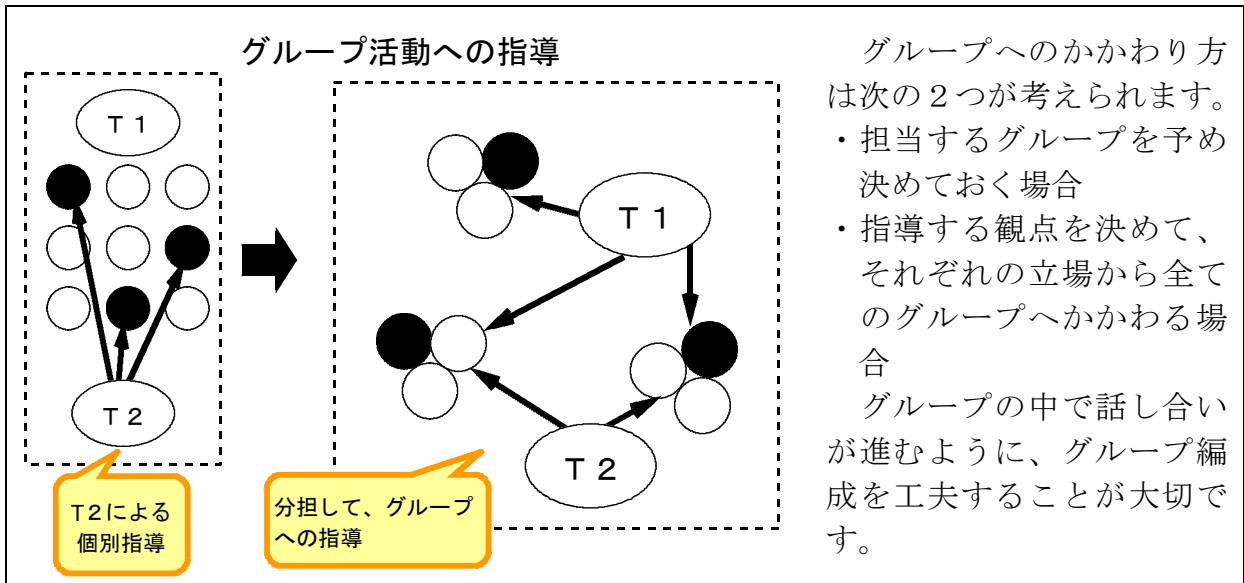 グループ活動への指導
T1
T2
T2による
個別指導
T1
T2
分担して、グループ
への指導
グループへのかかわり方
は次の2つが考えられます。
・担当するグループを予め
決めておく場合
・指導する観点を決めて、
それぞれの立場から全て
のグループへかかわる場
合
グループの中で話し合い
が進むように、グループ編
成を工夫することが大切で
す。